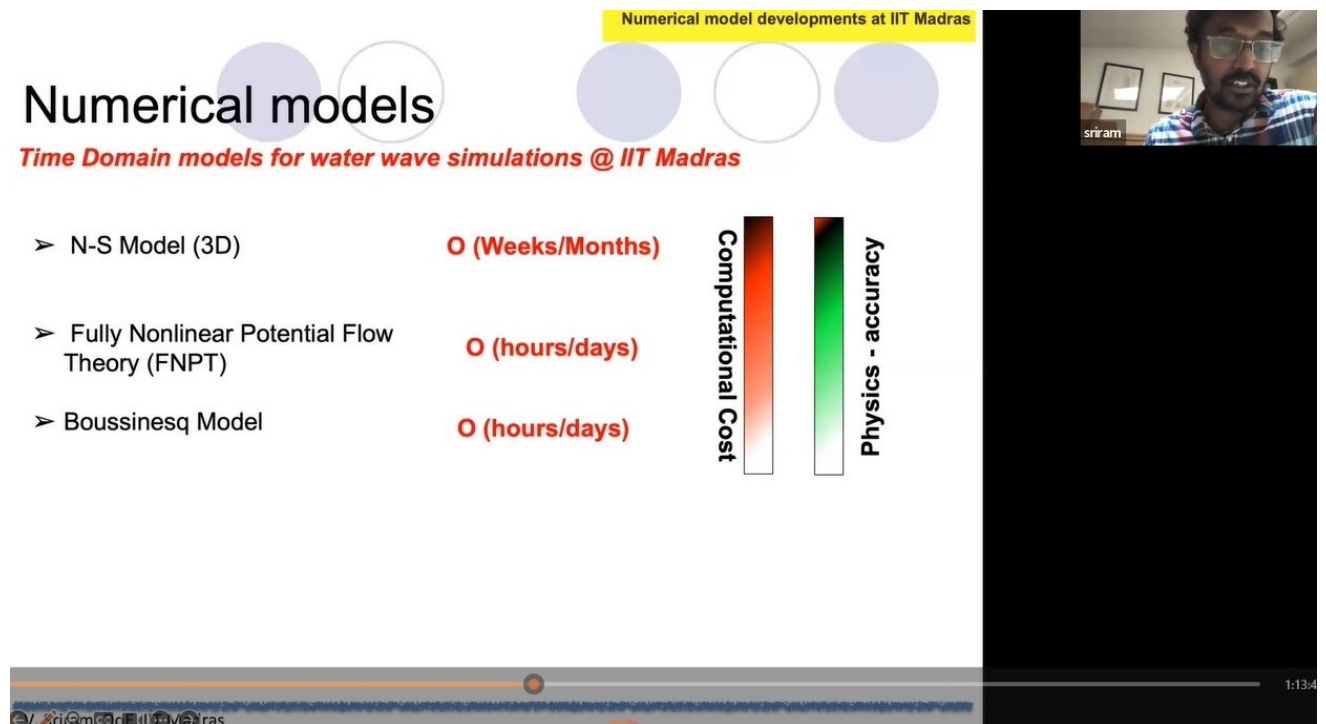 Numerical model developments at IIT Madras
Numerical models
sriram
Time Domain models for water wave simulations @ IIT Madras
➢ N-S Model (3D)
O (Weeks/Months)
➢ Fully Nonlinear Potential Flow
Theory (FNPT)
O (hours/days)
➢ Boussinesq Model
O (hours/days)
Computational Cost
Physics - accuracy
1:13:4